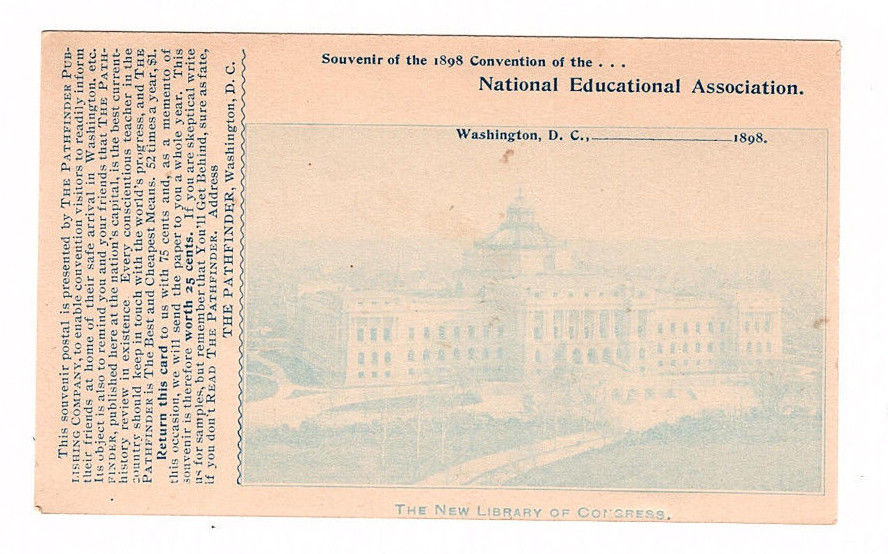 Souvenir of the 1898 Convention of the . . .
National Educational Association.
Washington, D. C., 1898.
This souvenir postal is presented by THE PATHFINDER PUB-
LISHING COMPANY, to enable convention visitors to readily inform
their friends at home of their safe arrival in Washington, etc.
Its object is also to remind you and your friends that THE PATH-
FINDER, published here at the nation's capital, is the best current-
history review in existence. Every conscientious teacher in the
country should keep in touch with the world's progress, and THE
PATHFINDER is The Best and Cheapest Means. 52 times a year, $1.
Return this card to us with 75 cents and, as a memento of
this occasion, we will send the paper to you a whole year. This
souvenir is therefore worth 25 cents. If you are skeptical write
us for samples, but remember that You'll Get Behind, sure as fate,
if you don't READ THE PATHFINDER. Address
THE PATHFINDER, Washington, D. C.
THE NEW LIBRARY OF CONGRESS.